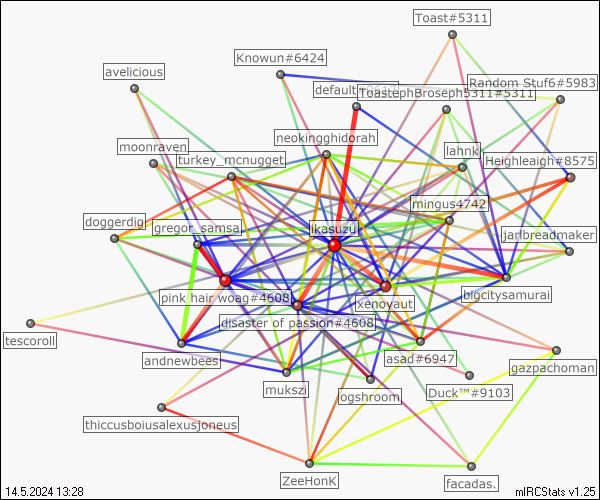 Toast#5311
Knowun#6424
avelicious
Random Stuf6#5983
default
ToastephBroseph5311#5311
neokingghidorah
moonraven
turkey_mcnugget
lahnk
Heighleaigh#8575
mingus4742
doggerdig
gregor_samsa
ikasuzu
jarlbreadmaker
pink hair woag#4608
xenoyaut
bigcitysamurai
disaster of passion#4608
tescoroll
andnewbees
asad#6947
gazpachoman
mukszi
ogshroom
Duck™#9103
thiccusboiusalexusjoneus
ZeeHonK
facadas.
14.5.2024 13:28
mIRCStats v1.25